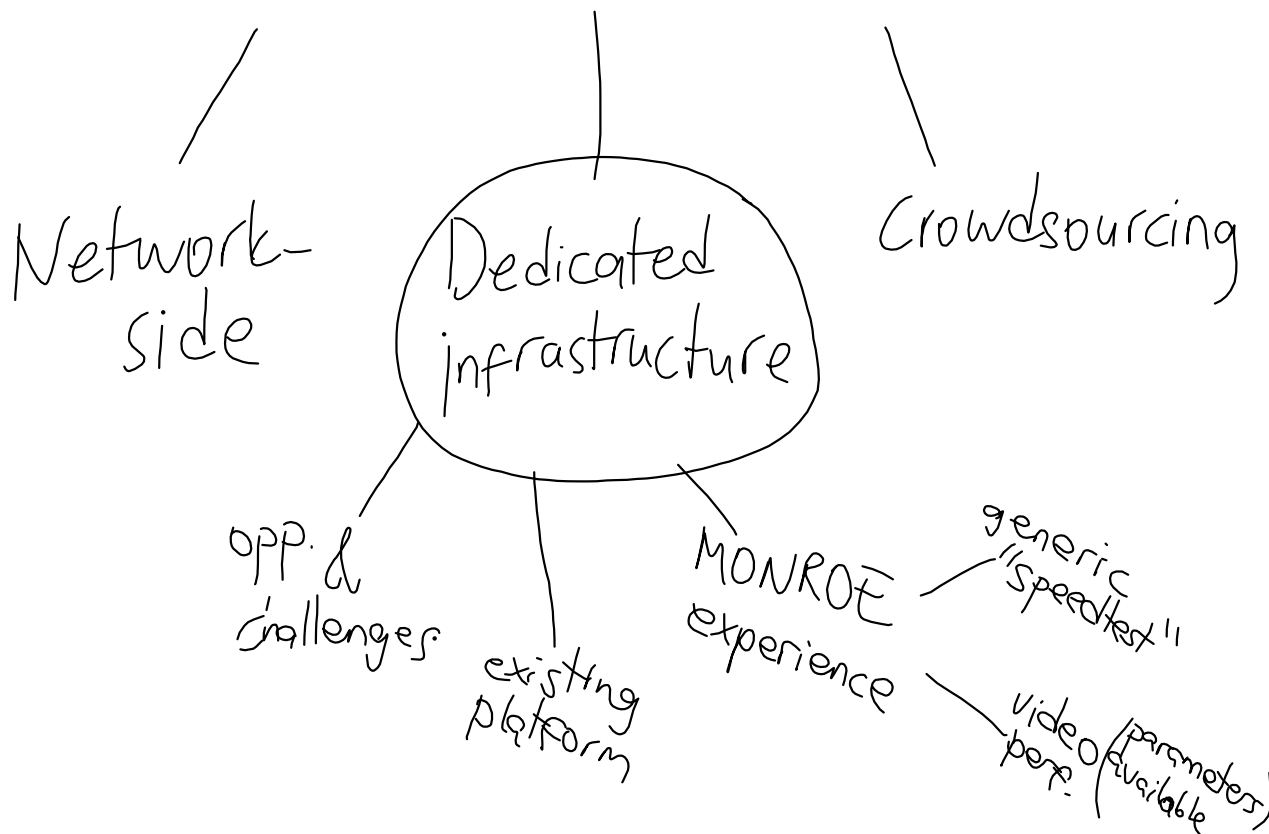 Network-
side
Dedicated
infrastructure
Crowdsourcing
opp. &
challenges
existing
platform
MONROE
experience
generic
"speedtest"
video
perf.
(parameters)
available